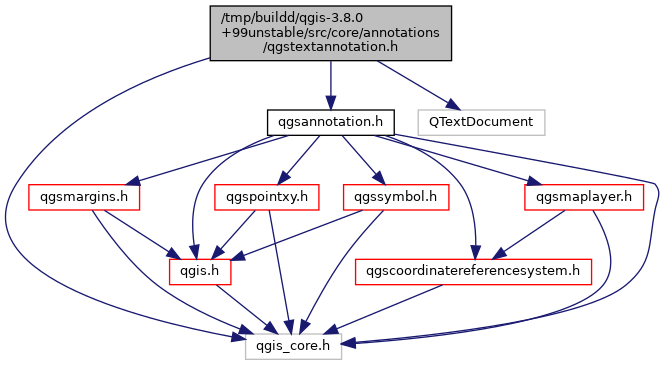 /tmp/buildd/qgis-3.8.0
+99unstable/src/core/annotations
/qgstextannotation.h
qgsannotation.h
QTextDocument
qgsmargins.h
qgspointxy.h
qgssymbol.h
qgsmaplayer.h
qgis.h
qgscoordinatereferencesystem.h
qgis_core.h